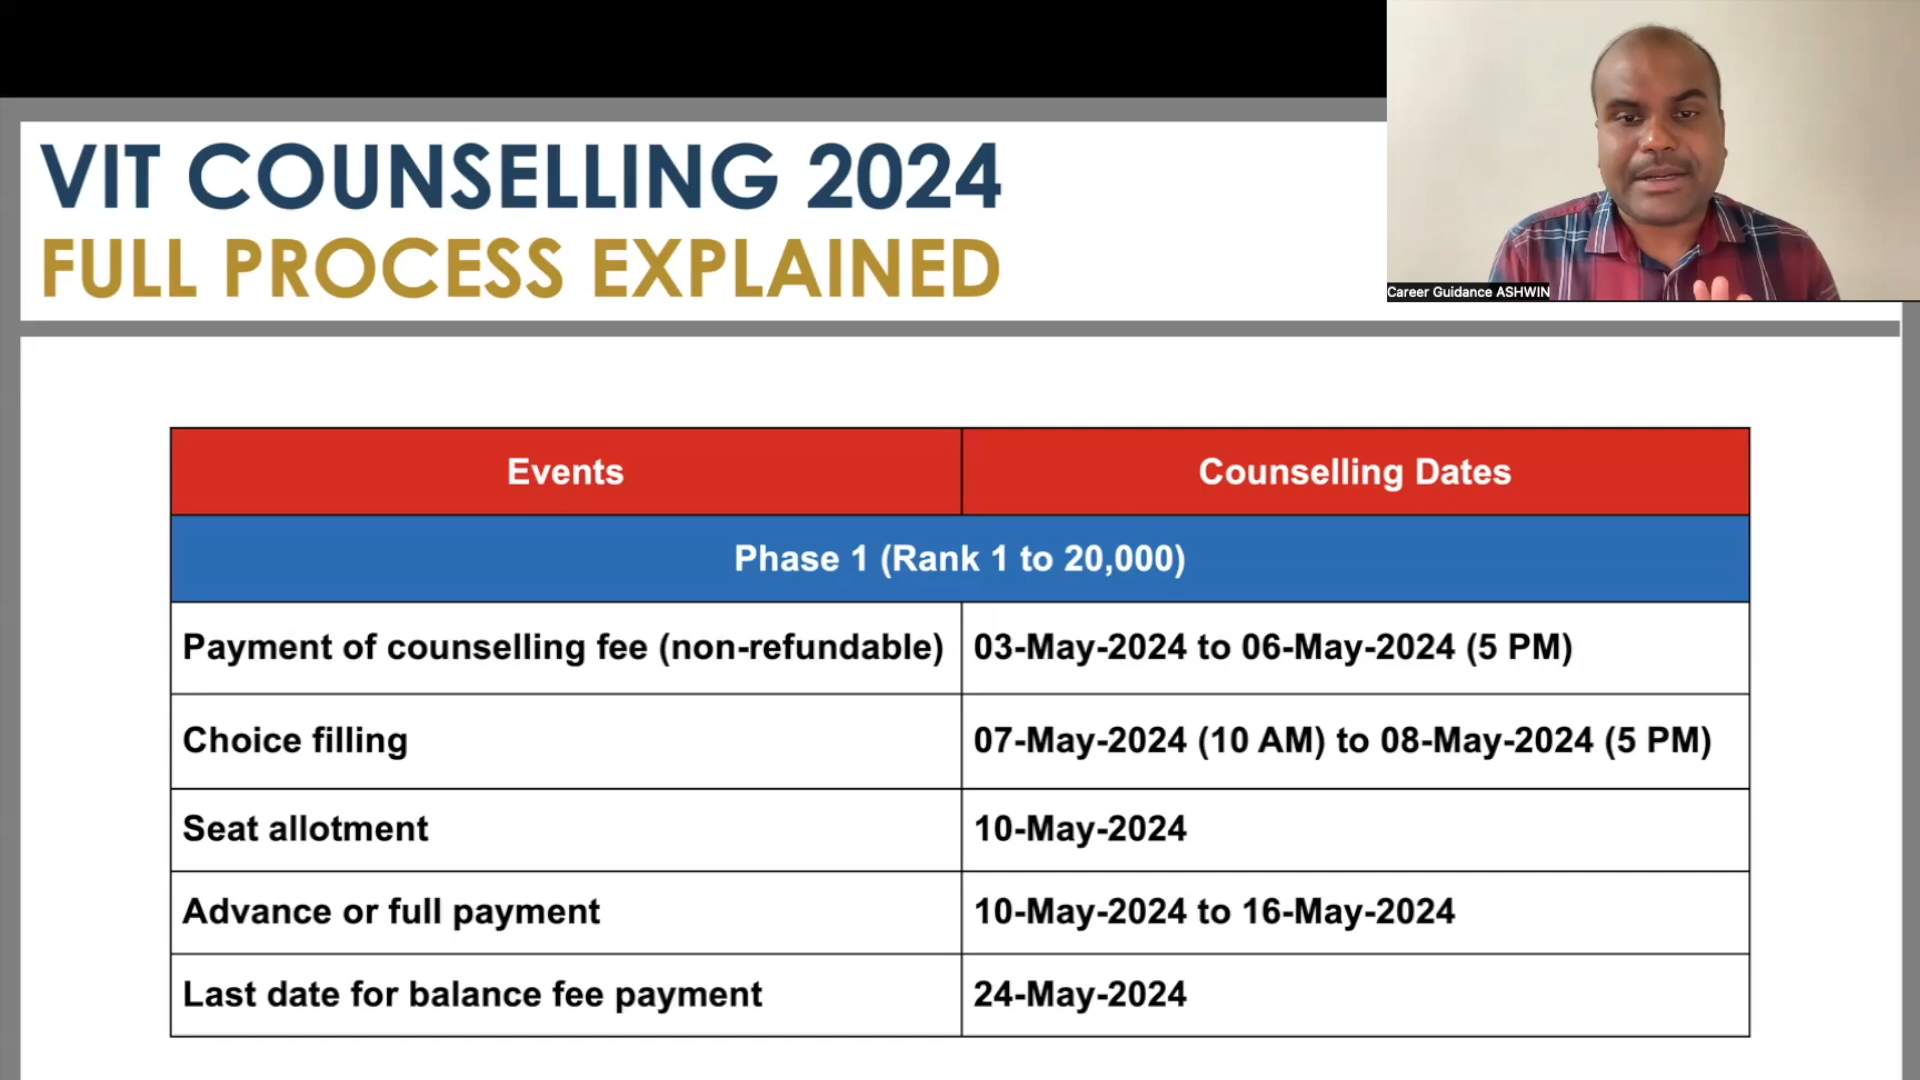 VIT COUNSELLING 2024
FULL PROCESS EXPLAINED
Career Guidance ASHWIN
Events
Counselling Dates
Phase 1 (Rank 1 to 20,000)
Payment of counselling fee (non-refundable)
03-May-2024 to 06-May-2024 (5 PM)
Choice filling
07-May-2024 (10 AM) to 08-May-2024 (5 PM)
Seat allotment
10-May-2024
Advance or full payment
10-May-2024 to 16-May-2024
Last date for balance fee payment
24-May-2024